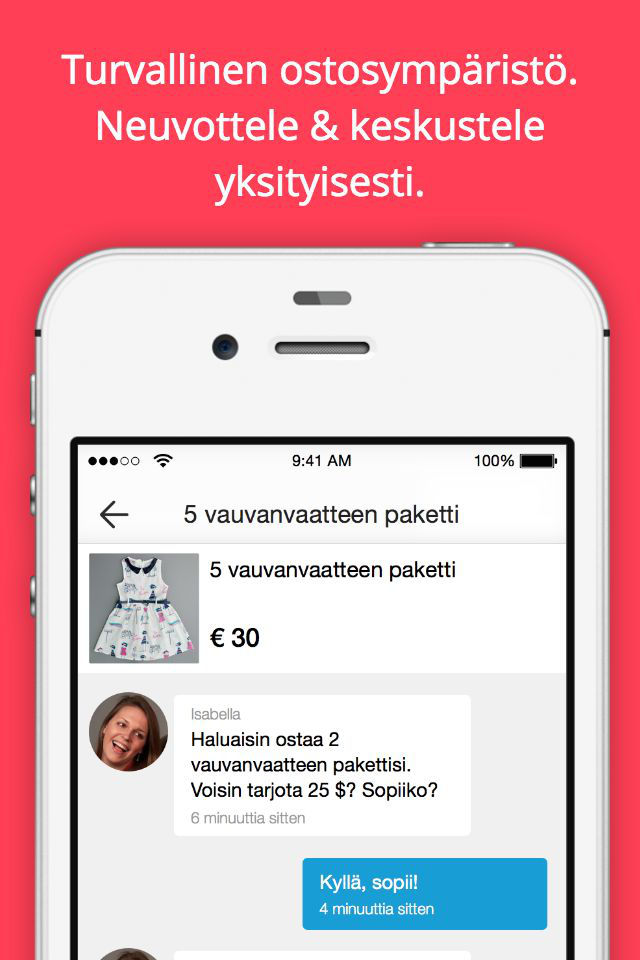 Turvallinen ostosympäristö.
Neuvottele & keskustele
yksityisesti.
9:41 AM
100%
5 vauvanvaatteen paketti
5 vauvanvaatteen paketti
€ 30
Isabella
Haluaisin ostaa 2
vauvanvaatteen pakettisi.
Voisin tarjota 25 $? Sopiiko?
6 minuuttia sitten
Kyllä, sopii!
4 minuuttia sitten